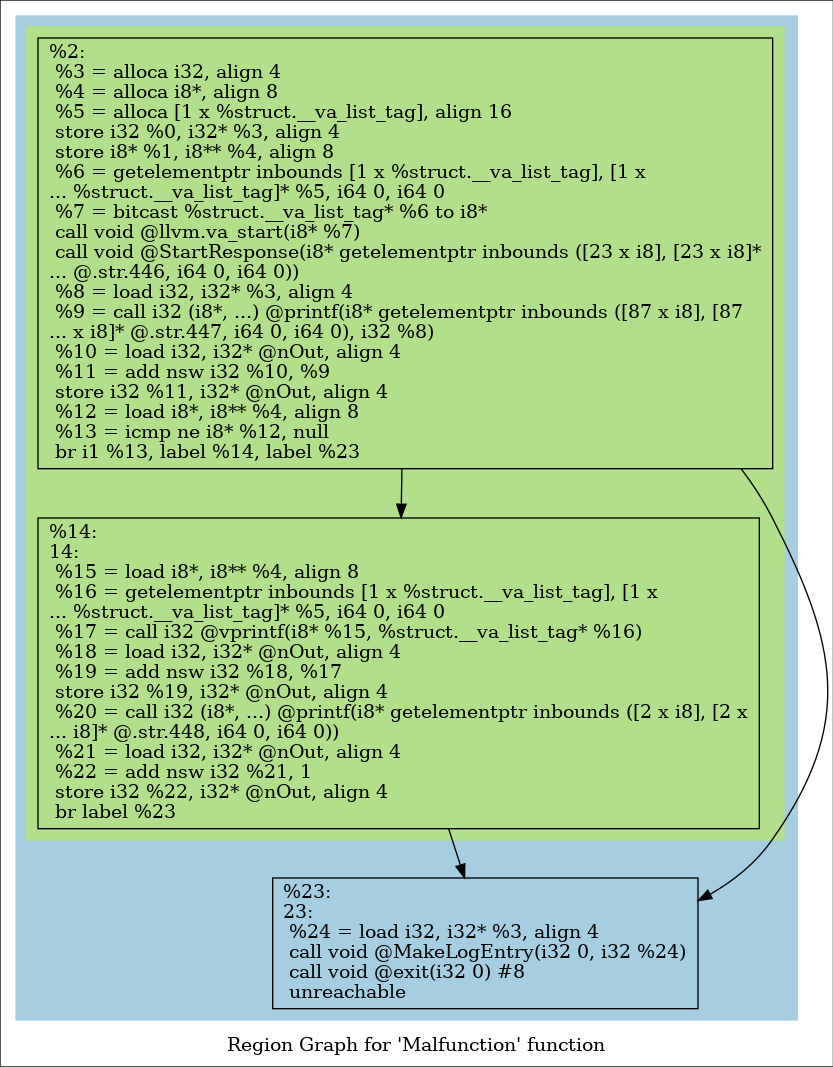 %2:
%3 = alloca i32, align 4
%4 = alloca i8*, align 8
%5 = alloca [1 x %struct.__va_list_tag], align 16
store i32 %0, i32* %3, align 4
store i8* %1, i8** %4, align 8
%6 = getelementptr inbounds [1 x %struct.__va_list_tag], [1 x
... %struct.__va_list_tag]* %5, i64 0, i64 0
%7 = bitcast %struct.__va_list_tag* %6 to i8*
call void @llvm.va_start(i8* %7)
call void @StartResponse(i8* getelementptr inbounds ([23 x i8], [23 x i8]*
... @.str.446, i64 0, i64 0))
%8 = load i32, i32* %3, align 4
%9 = call i32 (i8*, ...) @printf(i8* getelementptr inbounds ([87 x i8], [87
... x i8]* @.str.447, i64 0, i64 0), i32 %8)
%10 = load i32, i32* @nOut, align 4
%11 = add nsw i32 %10, %9
store i32 %11, i32* @nOut, align 4
%12 = load i8*, i8** %4, align 8
%13 = icmp ne i8* %12, null
br i1 %13, label %14, label %23
%14:
14:
%15 = load i8*, i8** %4, align 8
%16 = getelementptr inbounds [1 x %struct.__va_list_tag], [1 x
... %struct.__va_list_tag]* %5, i64 0, i64 0
%17 = call i32 @vprintf(i8* %15, %struct.__va_list_tag* %16)
%18 = load i32, i32* @nOut, align 4
%19 = add nsw i32 %18, %17
store i32 %19, i32* @nOut, align 4
%20 = call i32 (i8*, ...) @printf(i8* getelementptr inbounds ([2 x i8], [2 x
... i8]* @.str.448, i64 0, i64 0))
%21 = load i32, i32* @nOut, align 4
%22 = add nsw i32 %21, 1
store i32 %22, i32* @nOut, align 4
br label %23
%23:
23:
%24 = load i32, i32* %3, align 4
call void @MakeLogEntry(i32 0, i32 %24)
call void @exit(i32 0) #8
unreachable
Region Graph for 'Malfunction' function